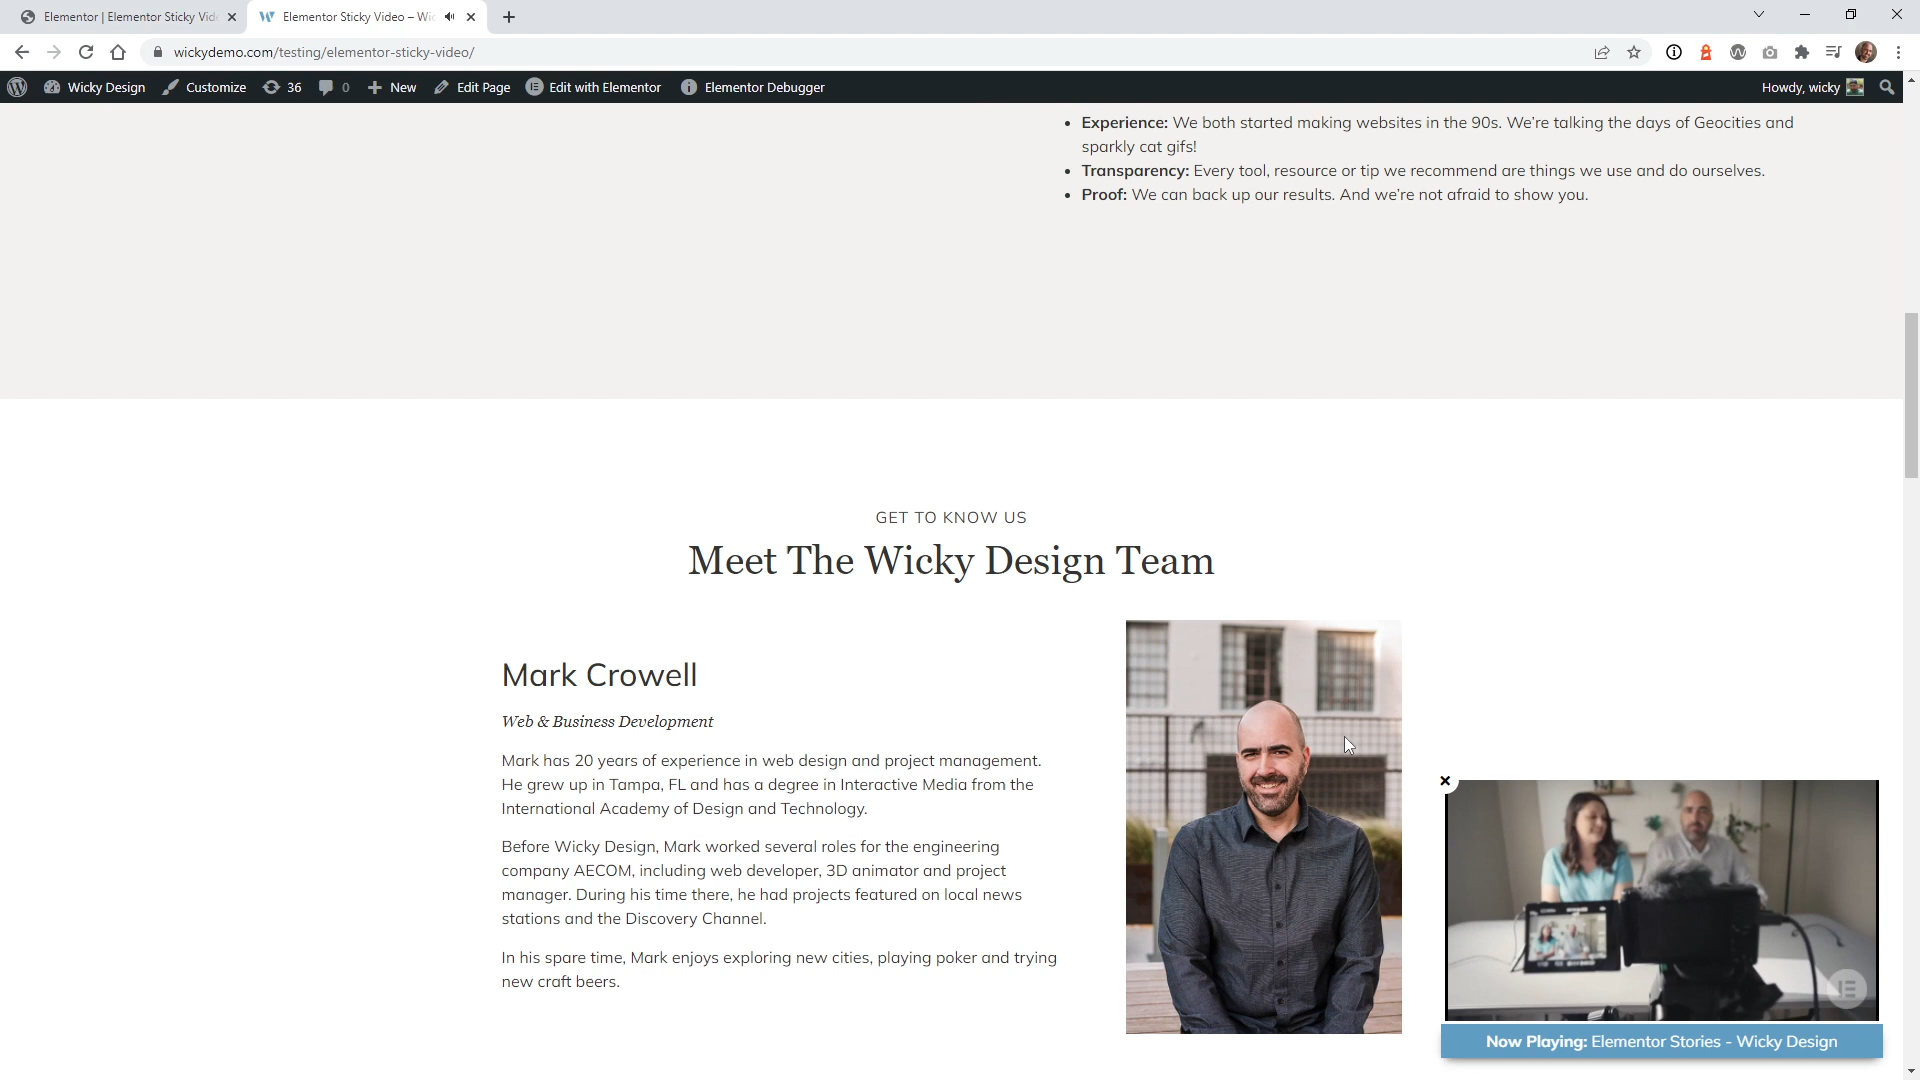 Elementor | Elementor Sticky Vid
Elementor Sticky Video – Wic
wickydemo.com/testing/elementor-sticky-video/
Wicky Design
Customize
36
0
New
Edit Page
Edit with Elementor
Elementor Debugger
Howdy, wicky
Experience: We both started making websites in the 90s. We're talking the days of Geocities and
sparkly cat gifs!
Transparency: Every tool, resource or tip we recommend are things we use and do ourselves.
Proof: We can back up our results. And we're not afraid to show you.
GET TO KNOW US
Meet The Wicky Design Team
Mark Crowell
Web & Business Development
Mark has 20 years of experience in web design and project management.
He grew up in Tampa, FL and has a degree in Interactive Media from the
International Academy of Design and Technology.
Before Wicky Design, Mark worked several roles for the engineering
company AECOM, including web developer, 3D animator and project
manager. During his time there, he had projects featured on local news
stations and the Discovery Channel.
In his spare time, Mark enjoys exploring new cities, playing poker and trying
new craft beers.
Now Playing: Elementor Stories - Wicky Design